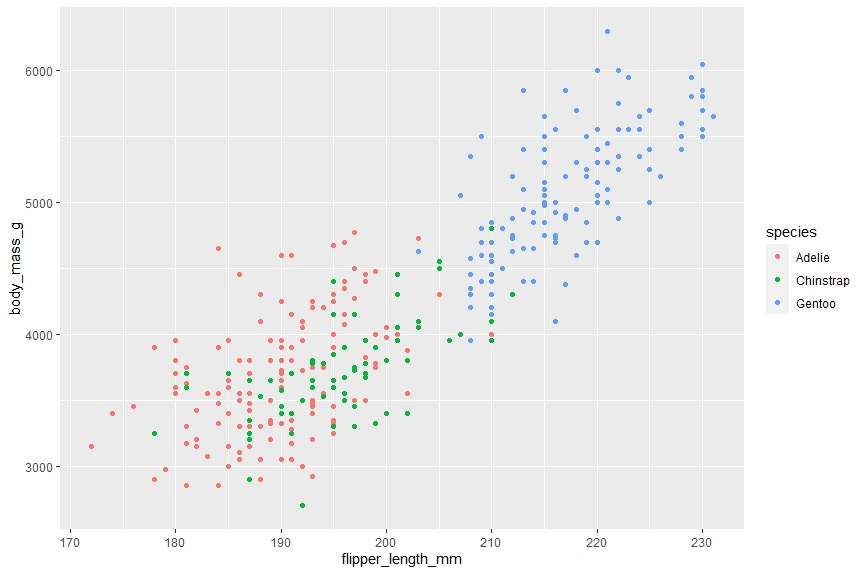 6000
5000
4000
3000
body_mass_g
170
180
190
200
210
220
230
flipper_length_mm
species
Adelie
Chinstrap
Gentoo